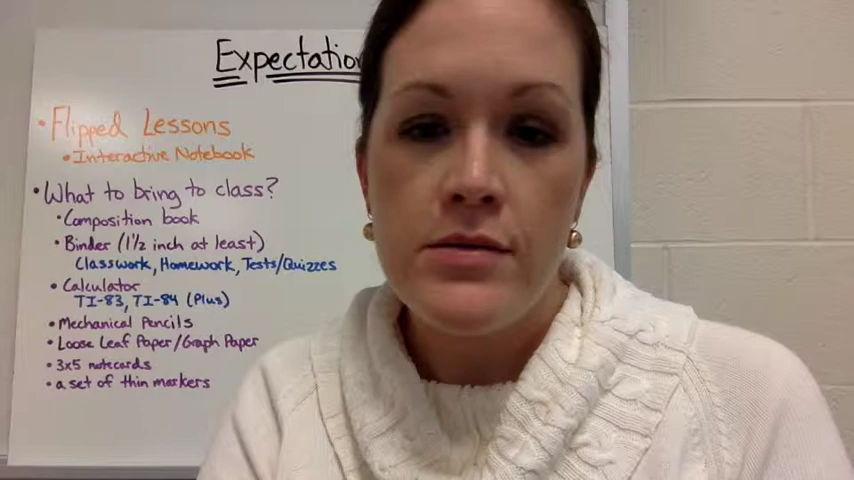 Expectation
• Flipped Lessons
• Interactive Notebook
• What to bring to class?
• Composition book
• Binder (1 1/2 inch at least)
Classwork, Homework, Tests/Quizzes
• Calculator
TI-83, TI-84 (Plus)
• Mechanical Pencils
• Loose Leaf Paper/Graph Paper
• 3x5 notecards
• a set of thin markers